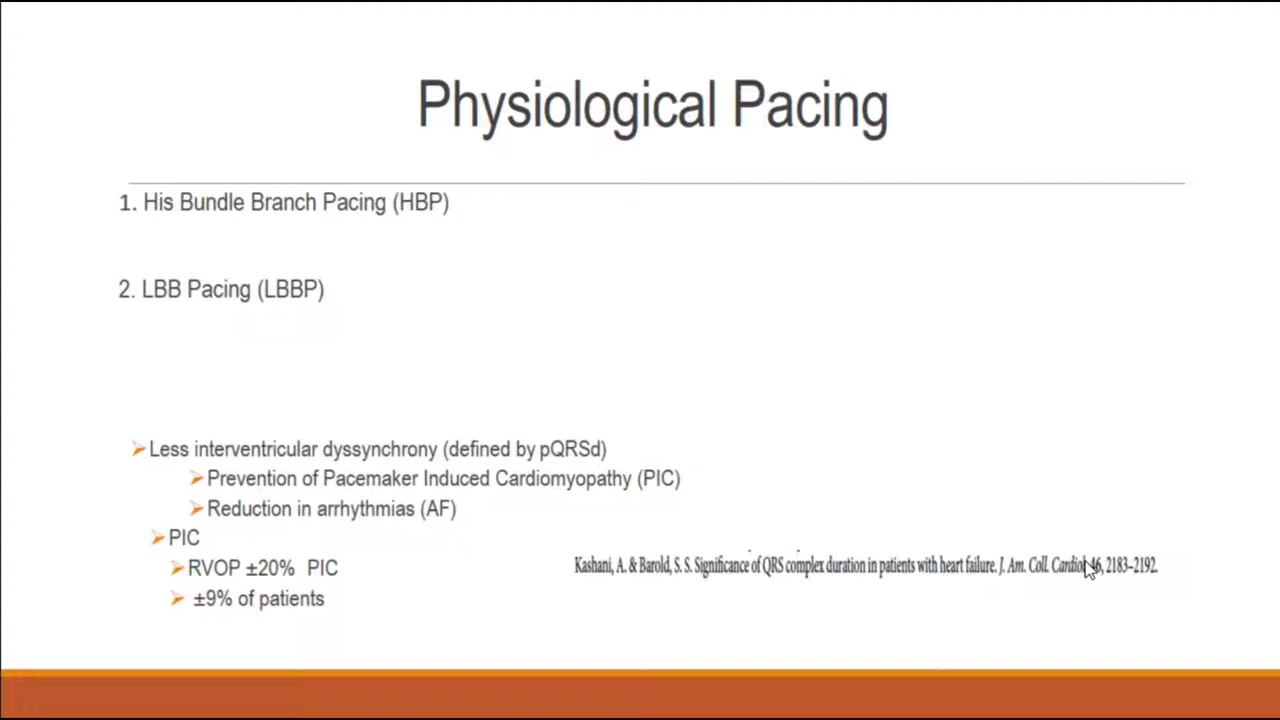 Physiological Pacing
1. His Bundle Branch Pacing (HBP)
2. LBB Pacing (LBBP)
Less interventricular dyssynchrony (defined by pQRSd)
Prevention of Pacemaker Induced Cardiomyopathy (PIC)
Reduction in arrhythmias (AF)
PIC
RVOP ±20% PIC
Kashani, A. & Barold, S. S. Significance of QRS complex duration in patients with heart failure. J. Am. Coll. Cardiol. 46, 2183–2192.
±9% of patients